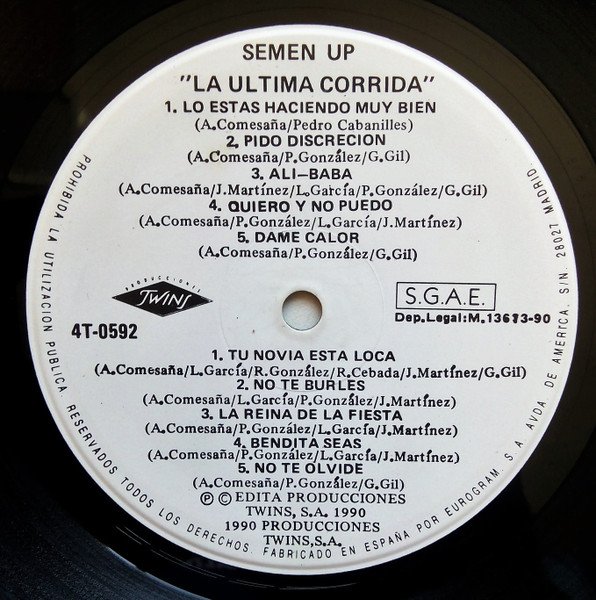 SEMEN UP
"LA ULTIMA CORRIDA"
1. LO ESTAS HACIENDO MUY BIEN
(A.Comesaña/Pedro Cabanilles)
2. PIDO DISCRECION
(A.Comesaña/P.González/G.Gil)
3. ALI-BABA
(A.Comesaña/J.Martínez/L.García/P.González/G.Gil)
4. QUIERO Y NO PUEDO
(A.Comesaña/P.González/L.García/J.Martínez)
5. DAME CALOR
(A.Comesaña/P.González/G.Gil)
PRODUCCIONES
TWINS
4T-0592
S.G.A.E.
Dep.Legal:M.13673-90
1. TU NOVIA ESTA LOCA
(A.Comesaña/L.García/R.González/R.Cebada/J.Martínez/G.Gil)
2. NO TE BURLES
(A.Comesaña/L.García/P.González/J.Martínez)
3. LA REINA DE LA FIESTA
(A.Comesaña/P.González/L.García/J.Martínez)
4. BENDITA SEAS
(A.Comesaña/P.González/L.García/J.Martínez)
5. NO TE OLVIDE
(A.Comesaña/P.González/G.Gil)
Ⓟ © EDITA PRODUCCIONES
TWINS, S.A. 1990
1990 PRODUCCIONES
TWINS,S.A.
PROHIBIDA LA UTILIZACION PUBLICA. RESERVADOS TODOS LOS DERECHOS. FABRICADO EN ESPAÑA POR EUROGRAM. S.A AVDA. DE AMERICA. S/N. 28027 MADRID.